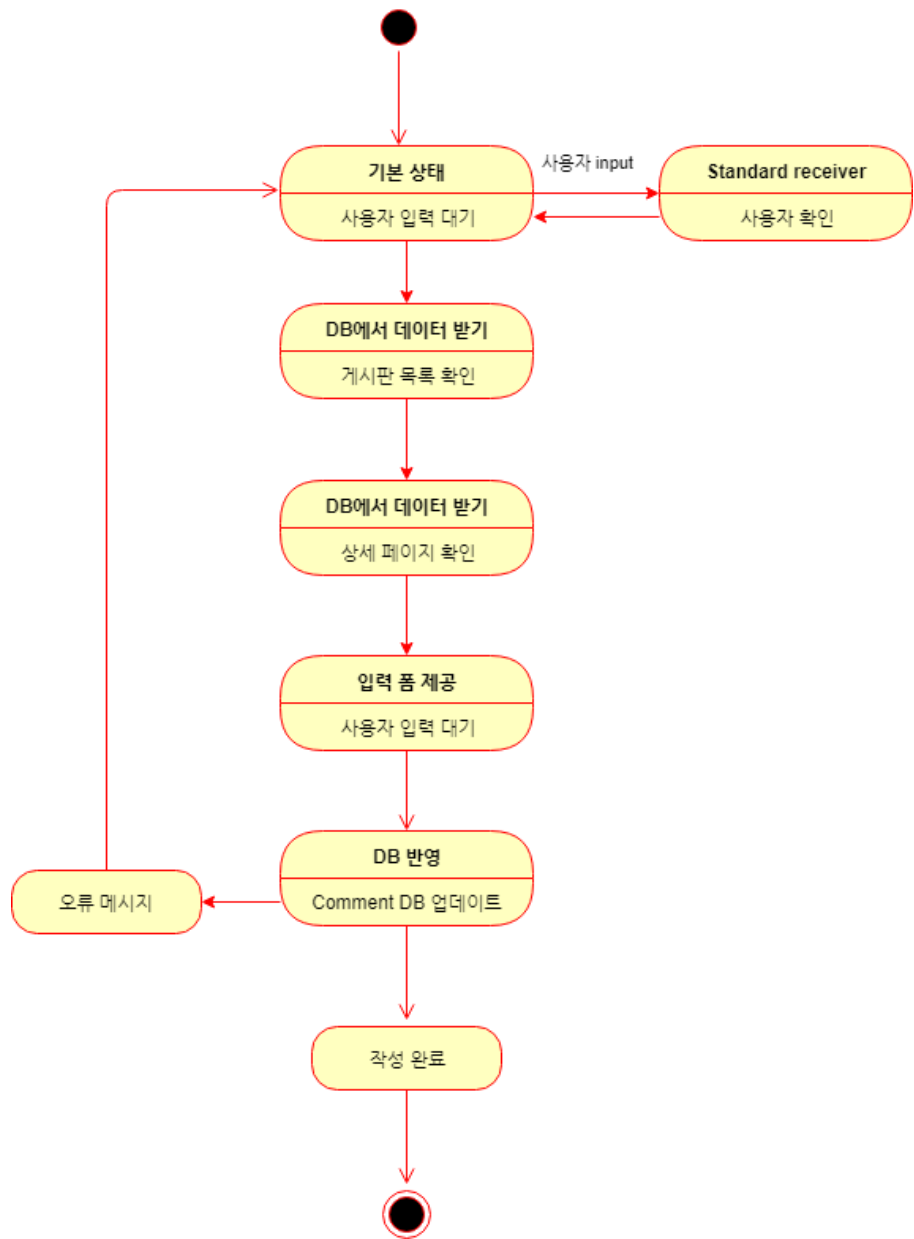 기본 상태
사용자 입력 대기
사용자 input
Standard receiver
사용자 확인
DB에서 데이터 받기
게시판 목록 확인
DB에서 데이터 받기
상세 페이지 확인
입력 폼 제공
사용자 입력 대기
DB 반영
Comment DB 업데이트
오류 메시지
작성 완료